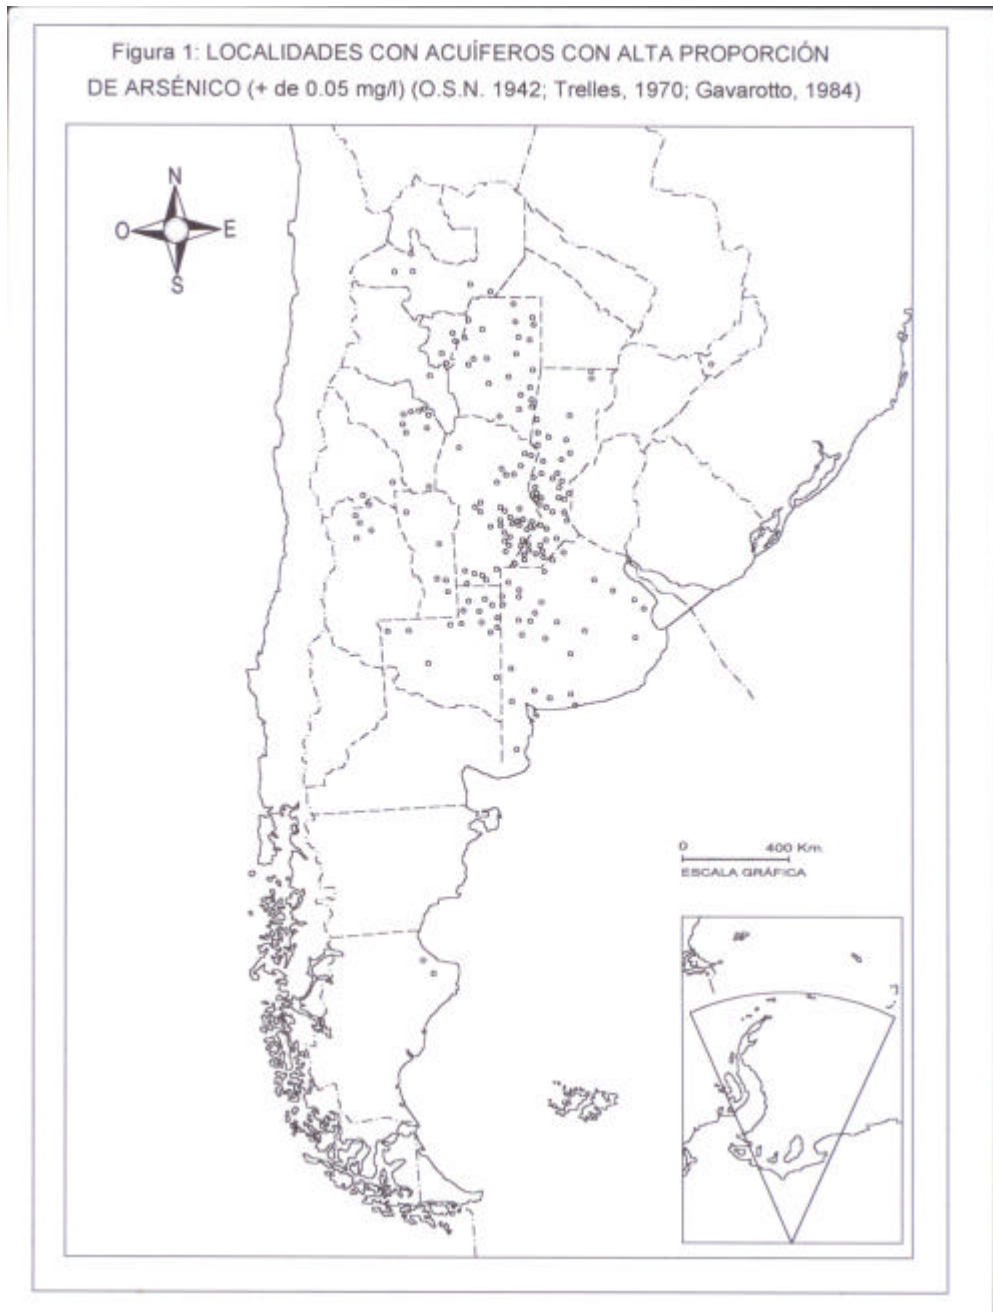 Figura 1: LOCALIDADES CON ACUÍFEROS CON ALTA PROPORCIÓN
DE ARSÉNICO (+ de 0.05 mg/l) (O.S.N. 1942; Trelles, 1970; Gavarotto, 1984)
N
O E
S
0 400 Km
ESCALA GRÁFICA